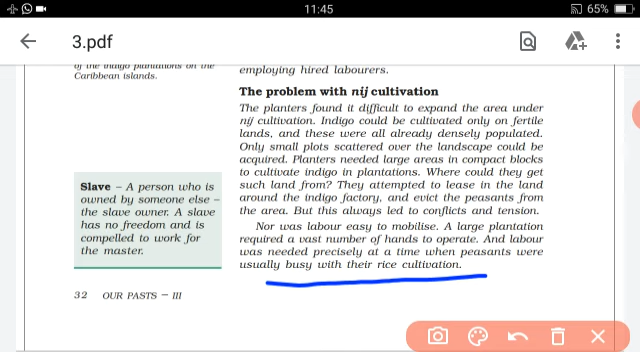 11:45
65%
3.pdf
of the indigo plantations on the
Caribbean islands.
employing hired labourers.
The problem with nij cultivation
The planters found it difficult to expand the area under
nij cultivation. Indigo could be cultivated only on fertile
lands, and these were all already densely populated.
Only small plots scattered over the landscape could be
acquired. Planters needed large areas in compact blocks
to cultivate indigo in plantations. Where could they get
such land from? They attempted to lease in the land
around the indigo factory, and evict the peasants from
the area. But this always led to conflicts and tension.
Nor was labour easy to mobilise. A large plantation
required a vast number of hands to operate. And labour
was needed precisely at a time when peasants were
usually busy with their rice cultivation.
Slave – A person who is
owned by someone else –
the slave owner. A slave
has no freedom and is
compelled to work for
the master.
32 OUR PASTS – III